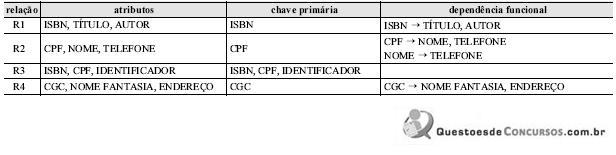 relação atributos chave primária dependência funcional
R1 ISBN, TÍTULO, AUTOR ISBN ISBN → TÍTULO, AUTOR
R2 CPF, NOME, TELEFONE CPF CPF → NOME, TELEFONE
NOME → TELEFONE
R3 ISBN, CPF, IDENTIFICADOR ISBN, CPF, IDENTIFICADOR
R4 CGC, NOME FANTASIA, ENDEREÇO CGC CGC → NOME FANTASIA, ENDEREÇO
QuestoesdeCONCURSOS.com.br